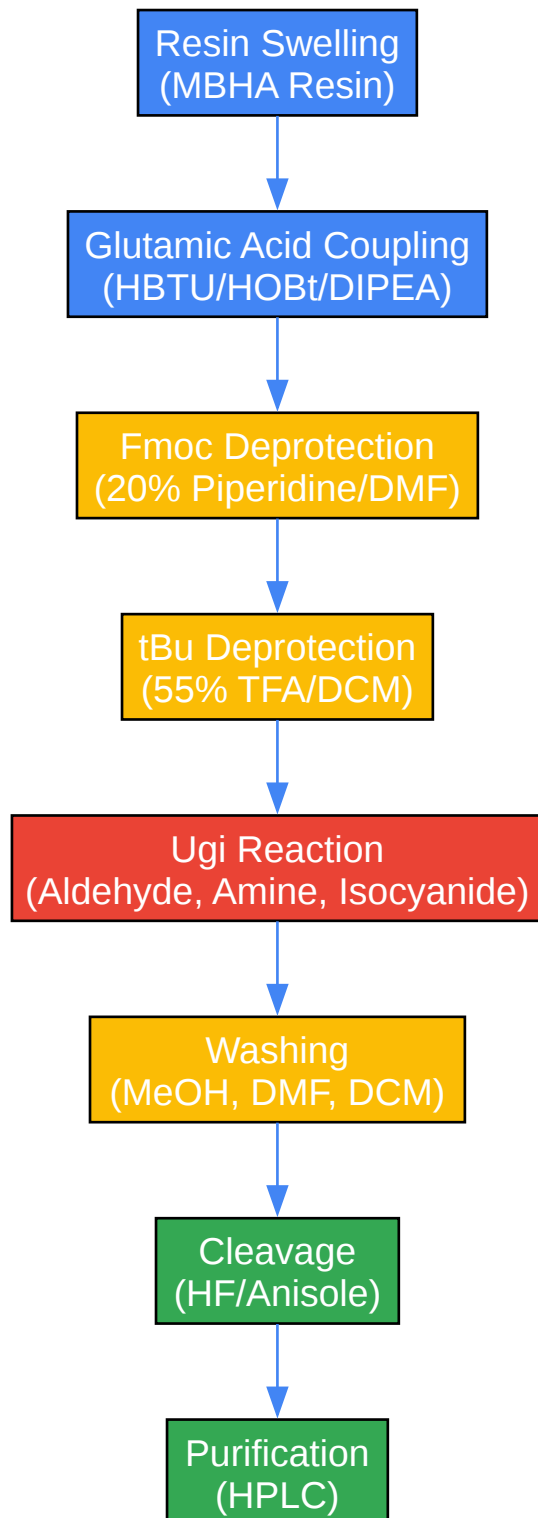 Resin Swelling
(MBHA Resin)
Glutamic Acid Coupling
(HBTU/HOBt/DIPEA)
Fmoc Deprotection
(20% Piperidine/DMF)
tBu Deprotection
(55% TFA/DCM)
Ugi Reaction
(Aldehyde, Amine, Isocyanide)
Washing
(MeOH, DMF, DCM)
Cleavage
(HF/Anisole)
Purification
(HPLC)